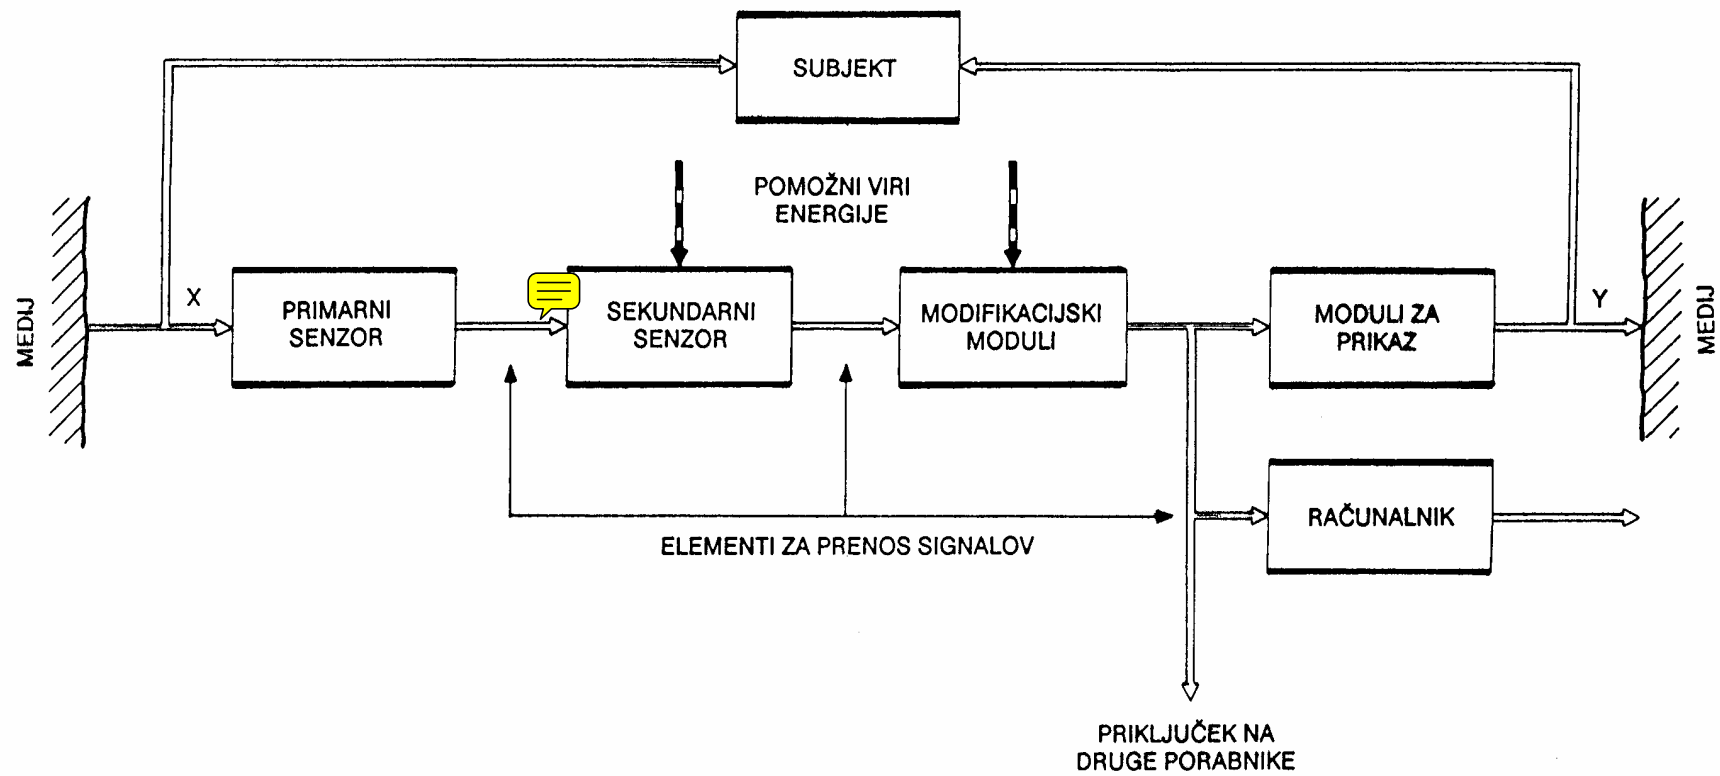 SUBJEKT
POMOŽNI VIRI
ENERGIJE
MEDIJ
X
PRIMARNI
SENZOR
SEKUNDARNI
SENZOR
MODIFIKACIJSKI
MODULI
MODULI ZA
PRIKAZ
Y
MEDIJ
RAČUNALNIK
ELEMENTI ZA PRENOS SIGNALOV
PRIKLJUČEK NA
DRUGE PORABNIKE